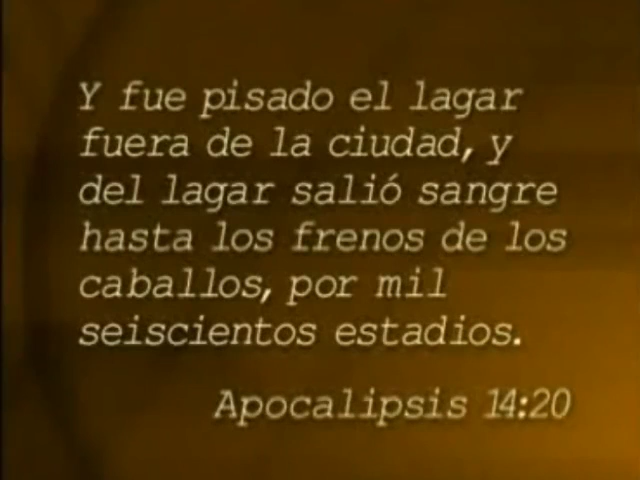 Y fue pisado el lagar
fuera de la ciudad, y
del lagar salió sangre
hasta los frenos de los
caballos, por mil
seiscientos estadios.
Apocalipsis 14:20